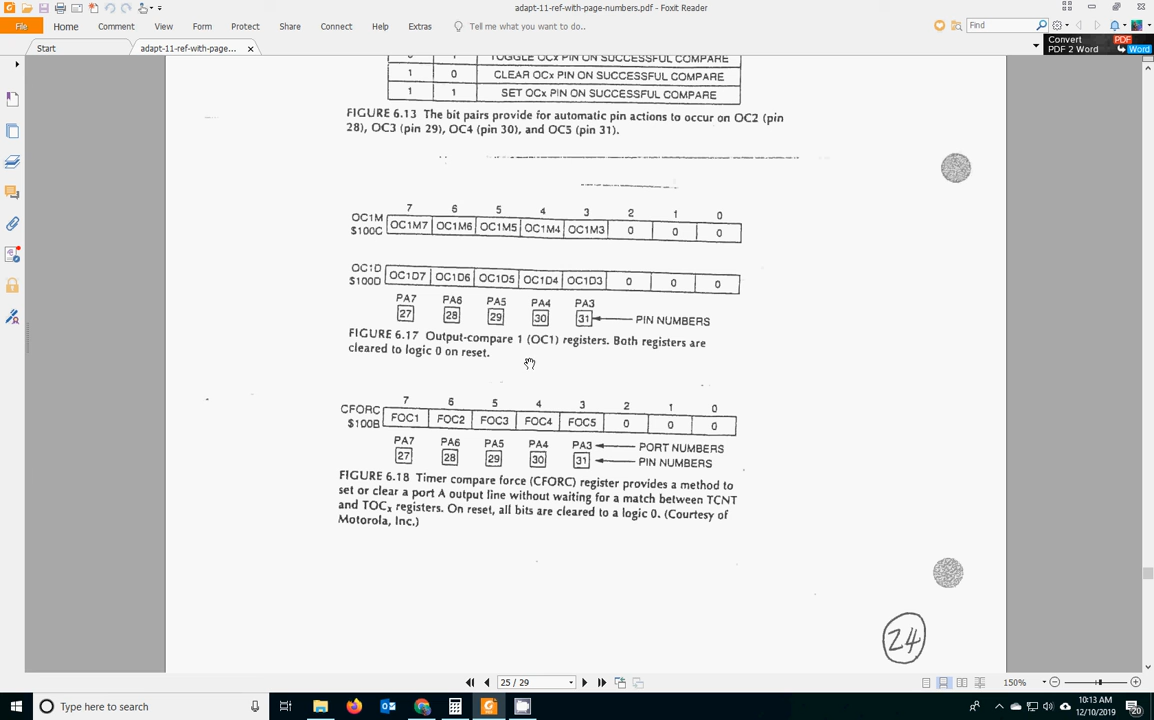 adapt-11-ref-with-page-numbers.pdf - Foxit Reader
File Home Comment View Form Protect Share Connect Help Extras Tell me what you want to do.. Find
Start adapt-11-ref-with-page... Convert PDF
PDF 2 Word Word
TOGGLE OCx PIN ON SUCCESSFUL COMPARE
1 0 CLEAR OCx PIN ON SUCCESSFUL COMPARE
1 1 SET OCx PIN ON SUCCESSFUL COMPARE
FIGURE 6.13 The bit pairs provide for automatic pin actions to occur on OC2 (pin
28), OC3 (pin 29), OC4 (pin 30), and OC5 (pin 31).
7 6 5 4 3 2 1 0
OC1M
$100C OC1M7 OC1M6 OC1M5 OC1M4 OC1M3 0 0 0
OC1D
$100D OC1D7 OC1D6 OC1D5 OC1D4 OC1D3 0 0 0
PA7 PA6 PA5 PA4 PA3
27 28 29 30 31 PIN NUMBERS
FIGURE 6.17 Output-compare 1 (OC1) registers. Both registers are
cleared to logic 0 on reset.
7 6 5 4 3 2 1 0
CFORC
$100B FOC1 FOC2 FOC3 FOC4 FOC5 0 0 0
PA7 PA6 PA5 PA4 PA3 PORT NUMBERS
27 28 29 30 31 PIN NUMBERS
FIGURE 6.18 Timer compare force (CFORC) register provides a method to
set or clear a port A output line without waiting for a match between TCNT
and TOCx registers. On reset, all bits are cleared to a logic 0. (Courtesy of
Motorola, Inc.)
24
25 / 29 150%
Type here to search 10:13 AM
12/10/2019 20